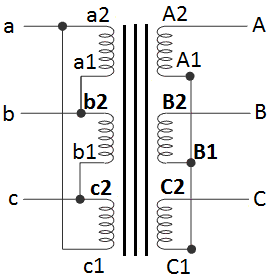 a a2 A2 A
a1 A1
b b2 B2 B
b1 B1
c c2 C2 C
c1 C1